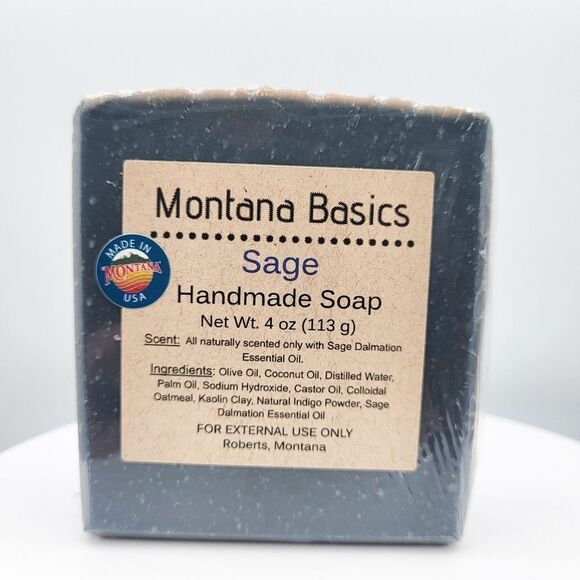 Montana Basics
MADE IN
MONTANA
USA
Sage
Handmade Soap
Net Wt. 4 oz (113 g)
Scent: All naturally scented only with Sage Dalmation
Essential Oil.
Ingredients: Olive Oil, Coconut Oil, Distilled Water,
Palm Oil, Sodium Hydroxide, Castor Oil, Colloidal
Oatmeal, Kaolin Clay, Natural Indigo Powder, Sage
Dalmation Essential Oil
FOR EXTERNAL USE ONLY
Roberts, Montana